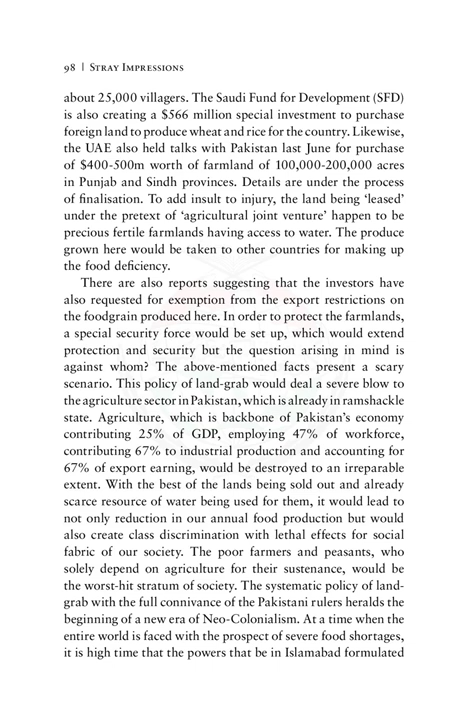 98 | Stray Impressions
about 25,000 villagers. The Saudi Fund for Development (SFD)
is also creating a $566 million special investment to purchase
foreign land to produce wheat and rice for the country. Likewise,
the UAE also held talks with Pakistan last June for purchase
of $400-500m worth of farmland of 100,000-200,000 acres
in Punjab and Sindh provinces. Details are under the process
of finalisation. To add insult to injury, the land being ‘leased’
under the pretext of ‘agricultural joint venture’ happen to be
precious fertile farmlands having access to water. The produce
grown here would be taken to other countries for making up
the food deficiency.
There are also reports suggesting that the investors have
also requested for exemption from the export restrictions on
the foodgrain produced here. In order to protect the farmlands,
a special security force would be set up, which would extend
protection and security but the question arising in mind is
against whom? The above-mentioned facts present a scary
scenario. This policy of land-grab would deal a severe blow to
the agriculture sector in Pakistan, which is already in ramshackle
state. Agriculture, which is backbone of Pakistan’s economy
contributing 25% of GDP, employing 47% of workforce,
contributing 67% to industrial production and accounting for
67% of export earning, would be destroyed to an irreparable
extent. With the best of the lands being sold out and already
scarce resource of water being used for them, it would lead to
not only reduction in our annual food production but would
also create class discrimination with lethal effects for social
fabric of our society. The poor farmers and peasants, who
solely depend on agriculture for their sustenance, would be
the worst-hit stratum of society. The systematic policy of land-
grab with the full connivance of the Pakistani rulers heralds the
beginning of a new era of Neo-Colonialism. At a time when the
entire world is faced with the prospect of severe food shortages,
it is high time that the powers that be in Islamabad formulated